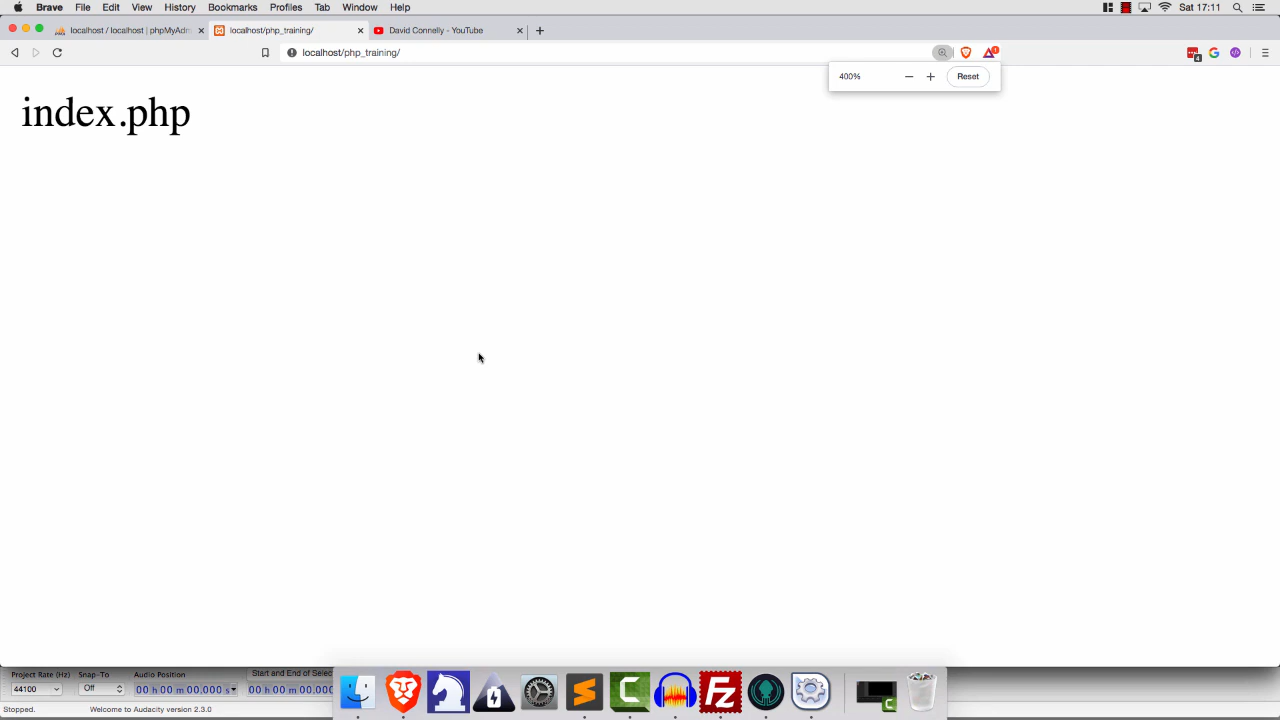 Brave File Edit View History Bookmarks Profiles Tab Window Help Sat 17:11
localhost / localhost | phpMyAdn localhost/php_training/ David Connelly - YouTube
localhost/php_training/
400% Reset
index.php
Project Rate (Hz) Snap-To Audio Position Start and End of Select
44100 Off 00 h 00 m 00.000 s 00 h 00 m 00.000
Stopped. Welcome to Audacity version 2.3.0